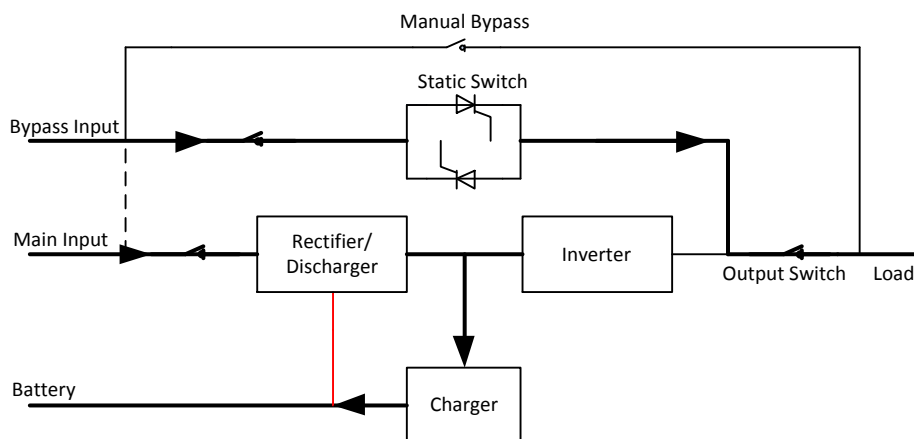 Manual Bypass
Static Switch
Bypass Input
Main Input
Rectifier/
Discharger
Inverter
Output Switch
Load
Battery
Charger